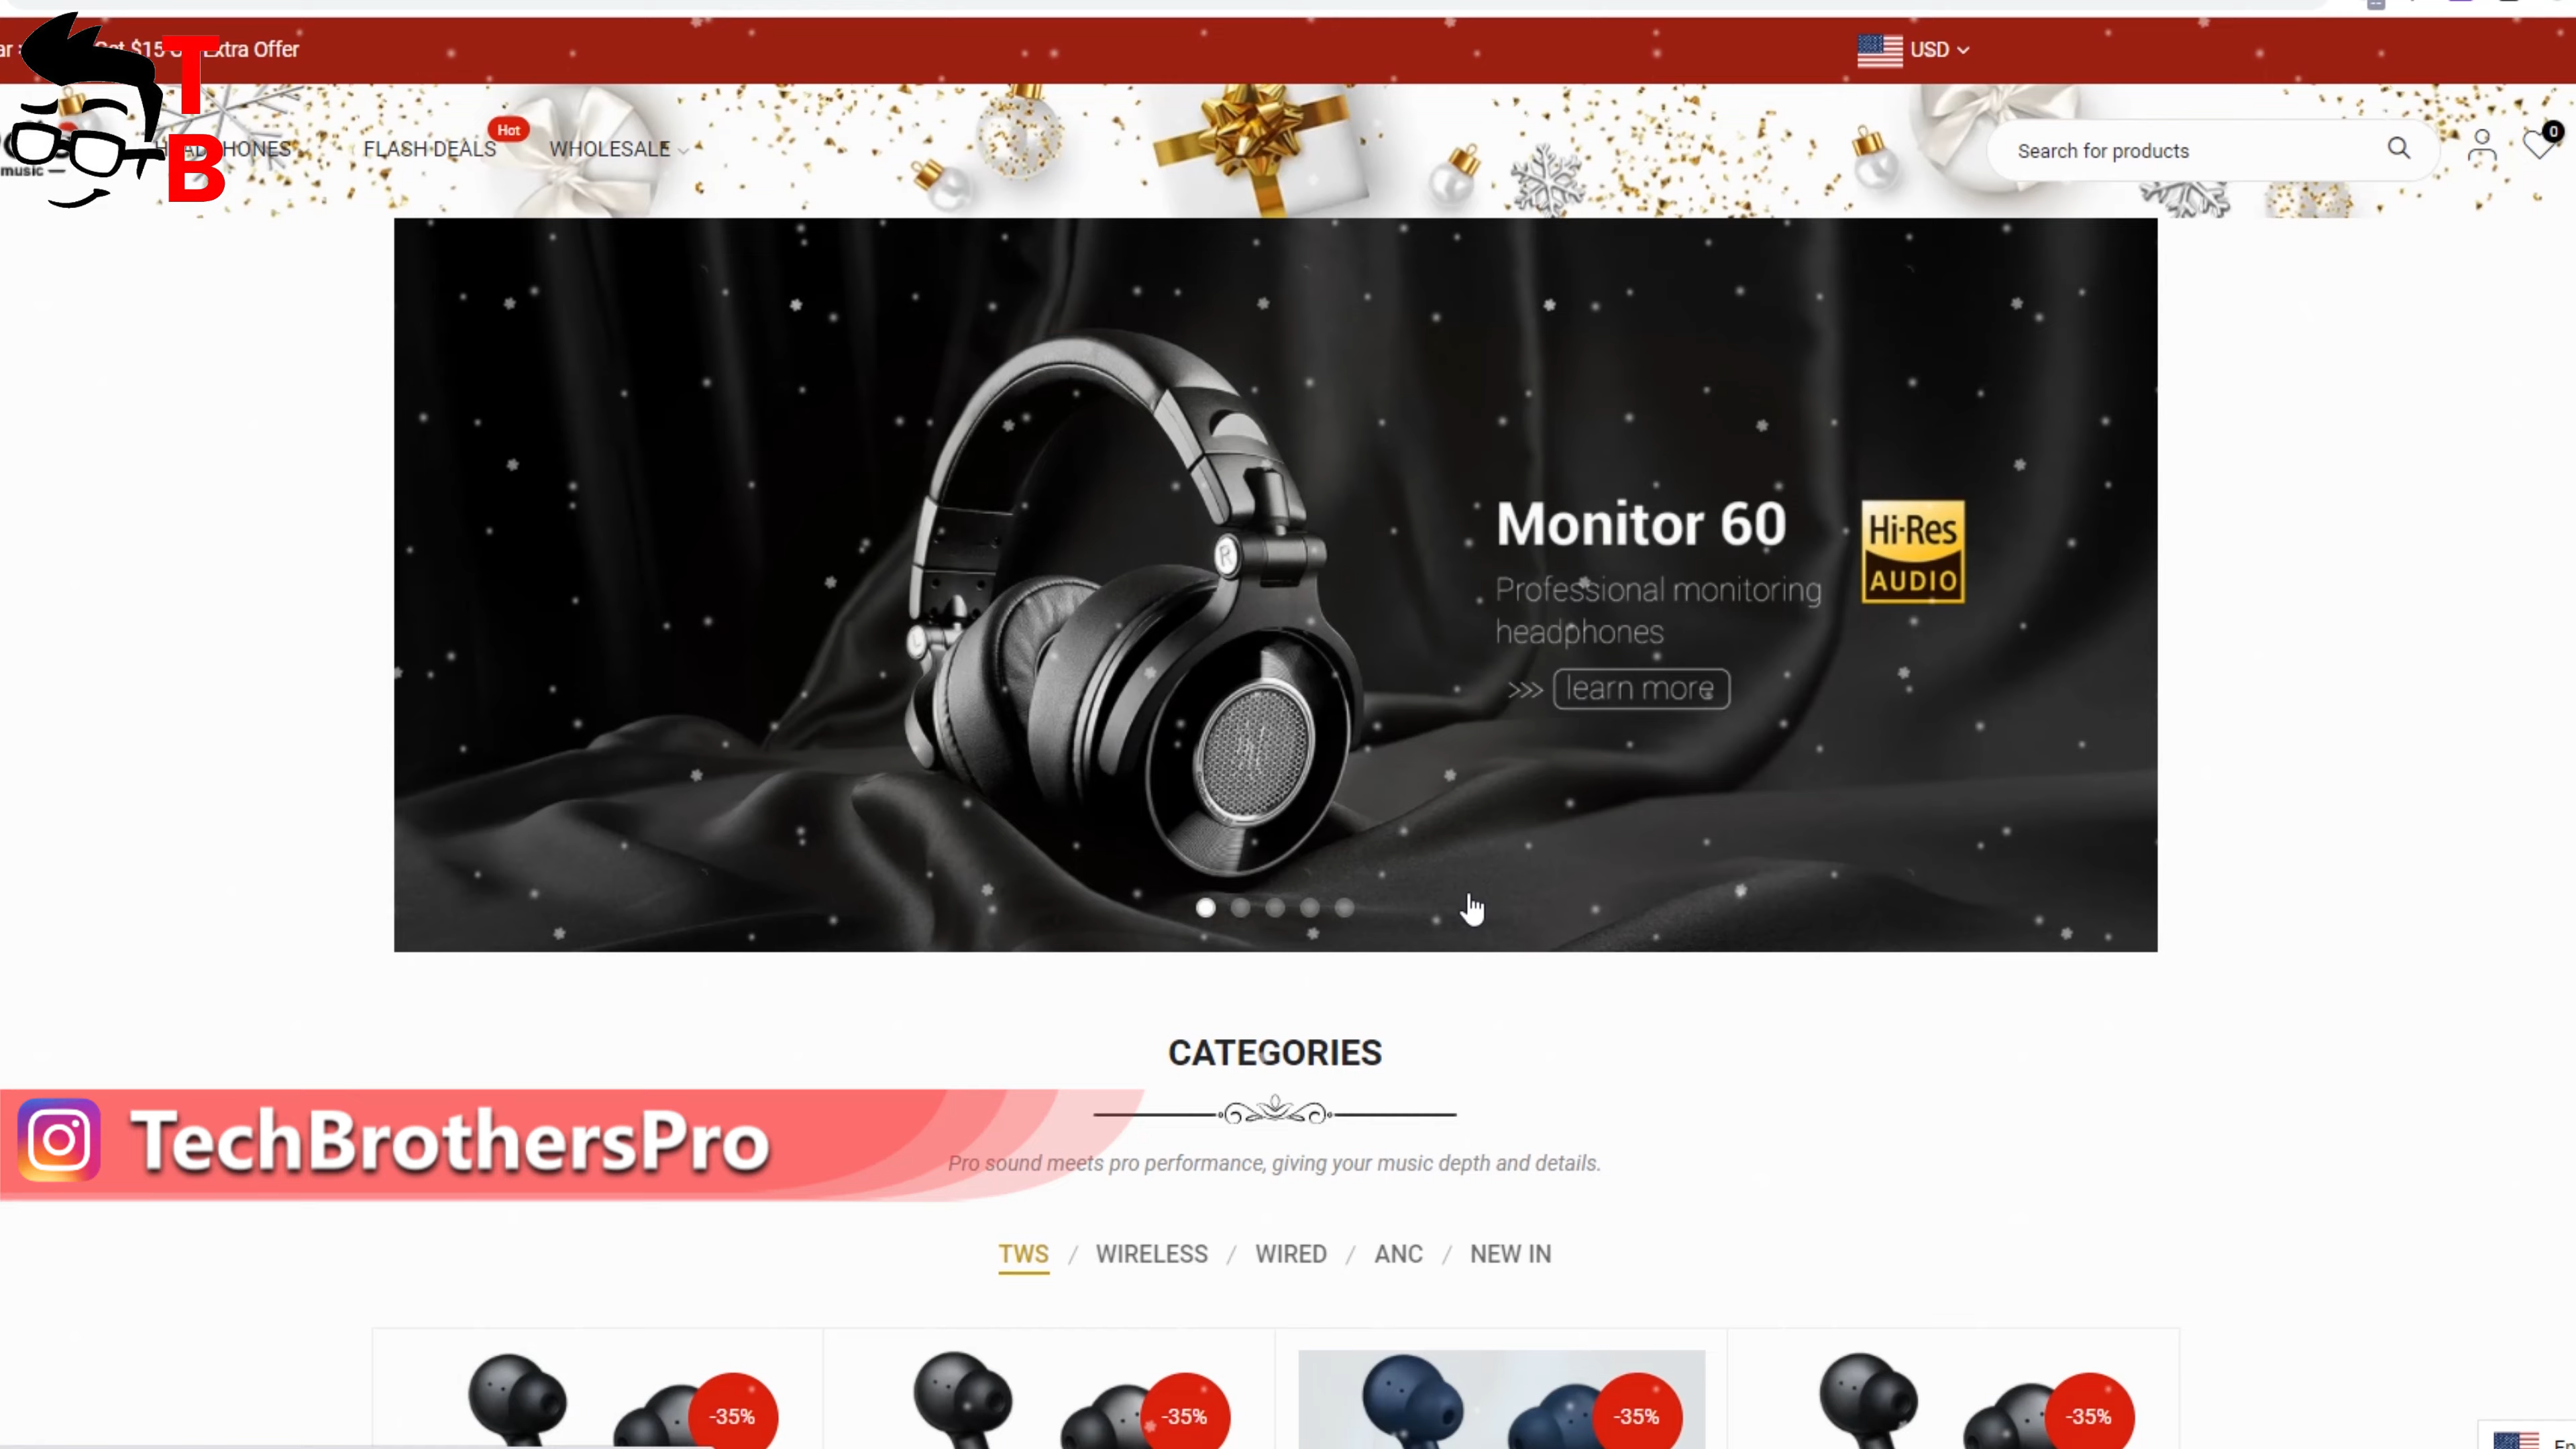 Extra Offer
USD
T
B
HEADPHONES
FLASH DEALS
Hot
WHOLESALE
Search for products
0
music
Monitor 60
Hi-Res
AUDIO
Professional monitoring
headphones
>>> learn more
R
L
CATEGORIES
TechBrothersPro
Pro sound meets pro performance, giving your music depth and details.
TWS / WIRELESS / WIRED / ANC / NEW IN
-35%
-35%
-35%
-35%